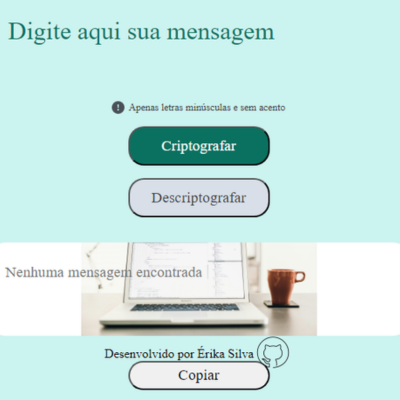 Digite aqui sua mensagem
Apenas letras minúsculas e sem acento
Criptografar
Descriptografar
Nenhuma mensagem encontrada
Desenvolvido por Érika Silva
Copiar